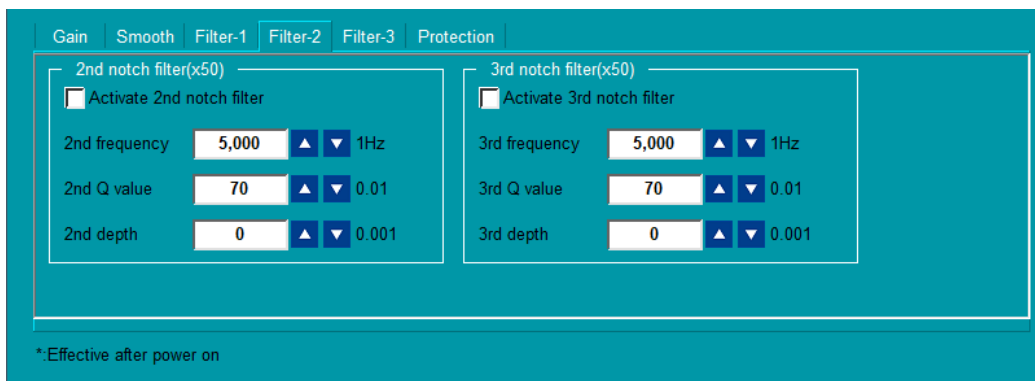 Gain Smooth Filter-1 Filter-2 Filter-3 Protection
2nd notch filter(x50)
Activate 2nd notch filter
2nd frequency 5,000 1Hz
2nd Q value 70 0.01
2nd depth 0 0.001
3rd notch filter(x50)
Activate 3rd notch filter
3rd frequency 5,000 1Hz
3rd Q value 70 0.01
3rd depth 0 0.001
*:Effective after power on